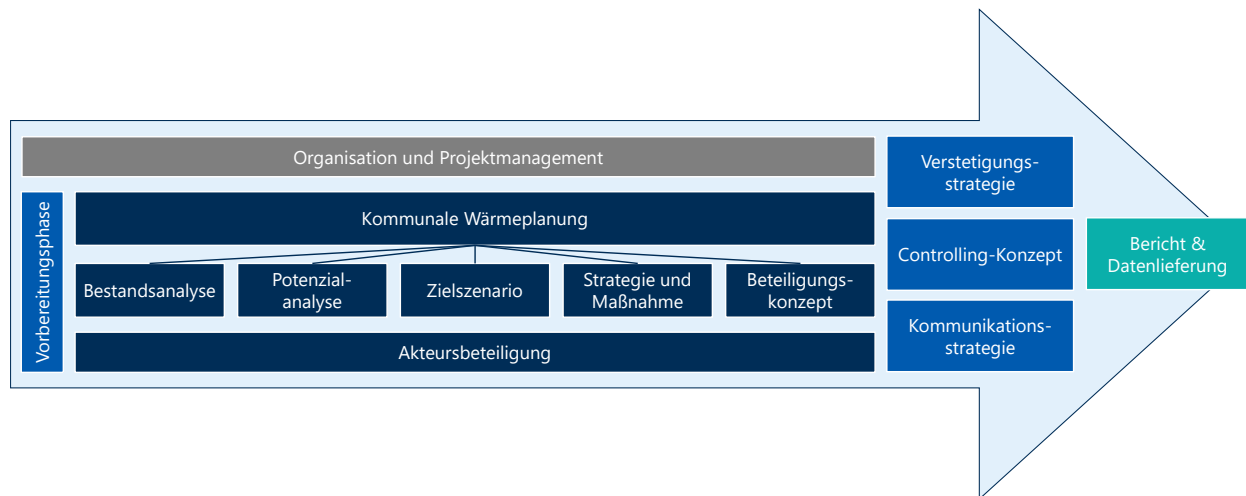 Organisation und Projektmanagement
Vorbereitungsphase
Kommunale Wärmeplanung
Bestandsanalyse
Potenzial-
analyse
Zielszenario
Strategie und
Maßnahme
Beteiligungs-
konzept
Akteursbeteiligung
Verstetigungs-
strategie
Controlling-Konzept
Kommunikations-
strategie
Bericht &
Datenlieferung